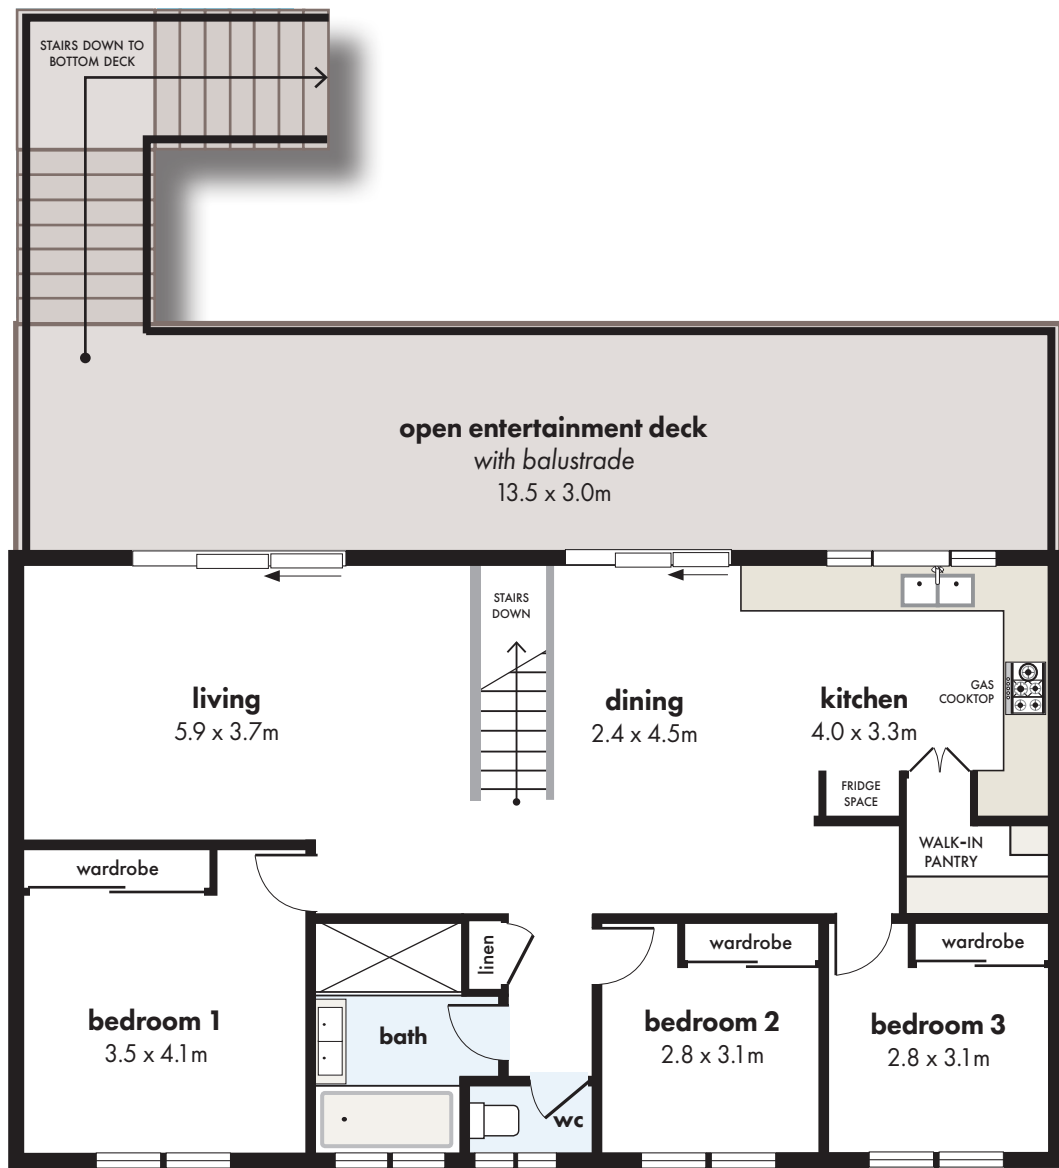 STAIRS DOWN TO
BOTTOM DECK
open entertainment deck
with balustrade
13.5 x 3.0m
STAIRS
DOWN
living
5.9 x 3.7m
dining
2.4 x 4.5m
kitchen
4.0 x 3.3m
GAS
COOKTOP
FRIDGE
SPACE
WALK-IN
PANTRY
wardrobe
linen
wardrobe
wardrobe
bedroom 1
3.5 x 4.1m
bath
bedroom 2
2.8 x 3.1m
bedroom 3
2.8 x 3.1m
wc